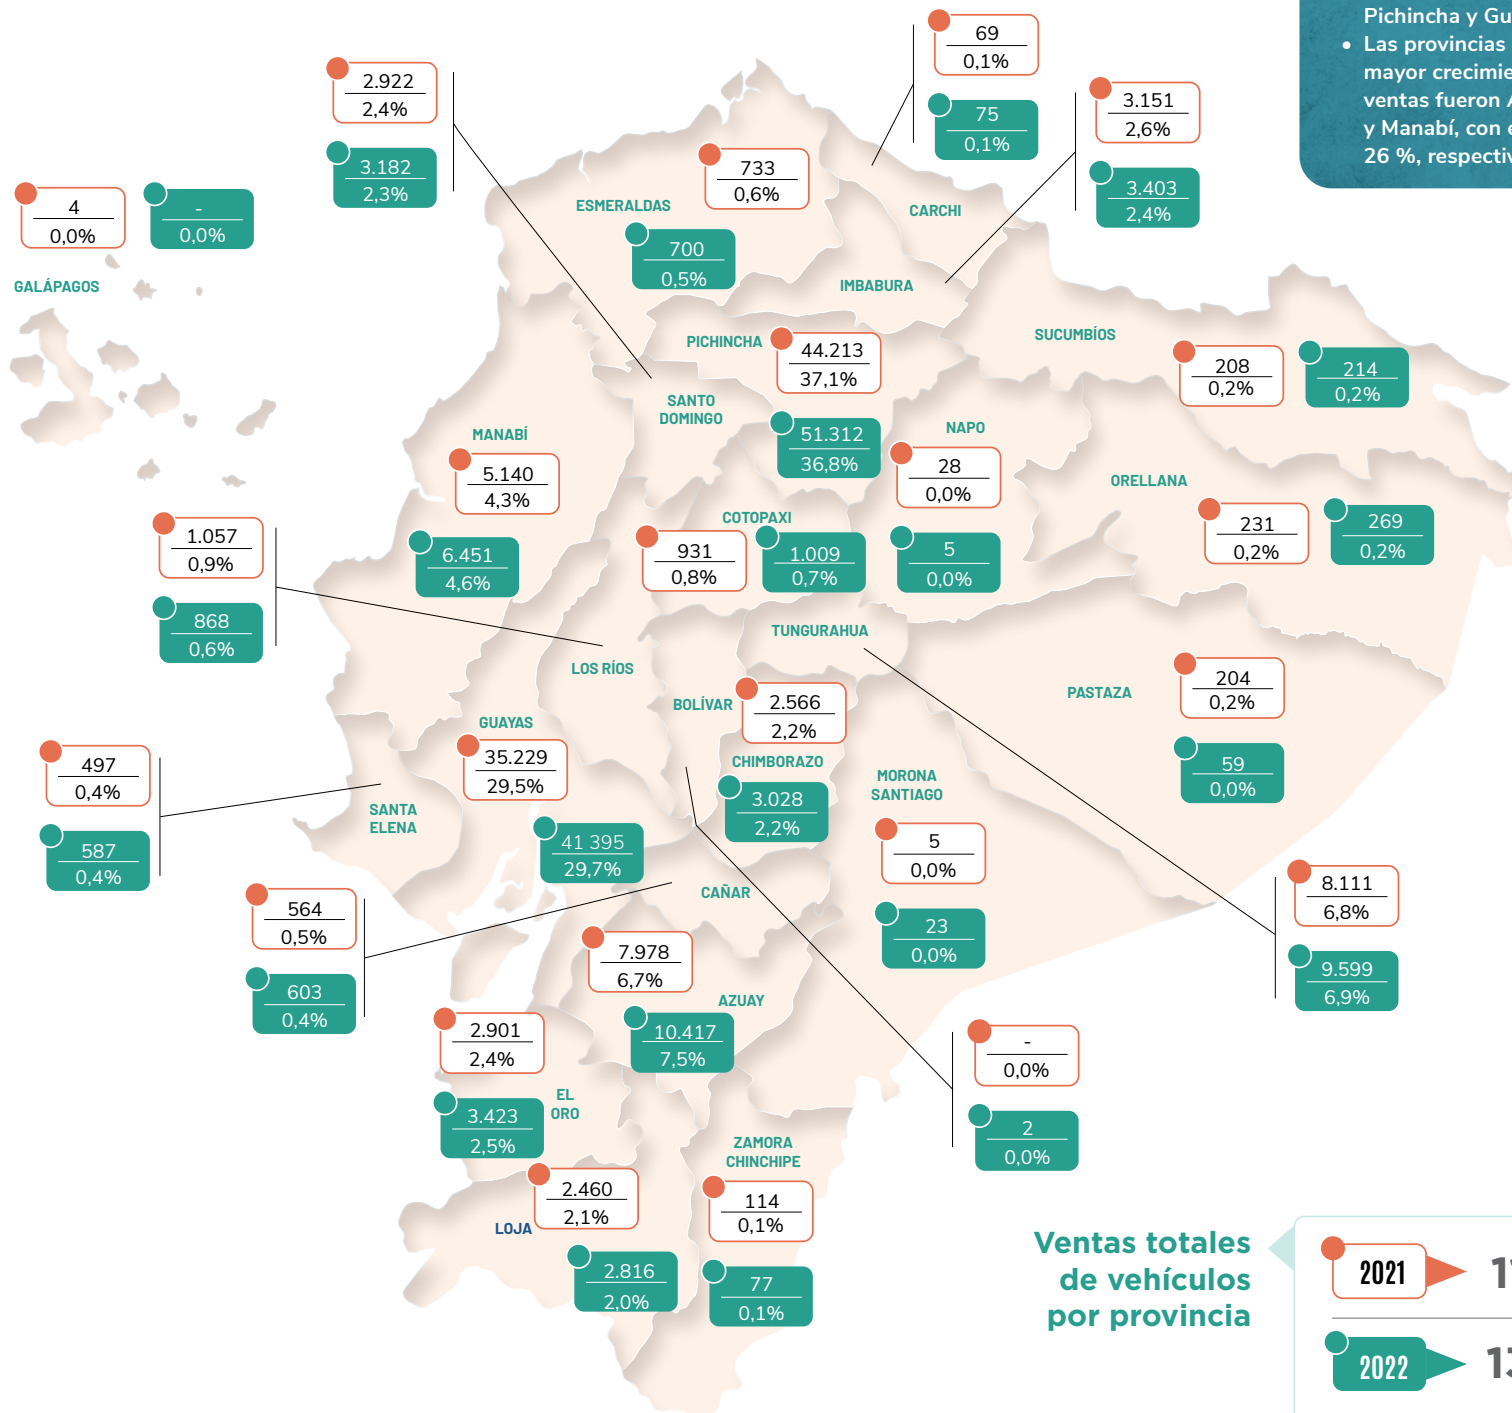 Pichincha y Gu
• Las provincias
mayor crecimie
ventas fueron A
y Manabí, con e
26 %, respectiv
69
0,1%
75
0,1%
2.922
2,4%
3.182
2,3%
3.151
2,6%
3.403
2,4%
733
0,6%
ESMERALDAS
700
0,5%
CARCHI
4
0,0%
-
0,0%
GALÁPAGOS
IMBABURA
SUCUMBÍOS
208
0,2%
214
0,2%
PICHINCHA
44.213
37,1%
51.312
36,8%
SANTO
DOMINGO
NAPO
28
0,0%
5
0,0%
MANABÍ
5.140
4,3%
6.451
4,6%
ORELLANA
231
0,2%
269
0,2%
COTOPAXI
931
0,8%
1.009
0,7%
1.057
0,9%
868
0,6%
TUNGURAHUA
LOS RÍOS
BOLÍVAR
2.566
2,2%
CHIMBORAZO
3.028
2,2%
PASTAZA
204
0,2%
59
0,0%
GUAYAS
35.229
29,5%
41 395
29,7%
497
0,4%
587
0,4%
SANTA
ELENA
MORONA
SANTIAGO
5
0,0%
23
0,0%
8.111
6,8%
9.599
6,9%
564
0,5%
603
0,4%
CAÑAR
7.978
6,7%
AZUAY
10.417
7,5%
2.901
2,4%
3.423
2,5%
EL
ORO
-
0,0%
2
0,0%
ZAMORA
CHINCHIPE
114
0,1%
77
0,1%
2.460
2,1%
LOJA
2.816
2,0%
Ventas totales
de vehículos
por provincia
2021
2022
13